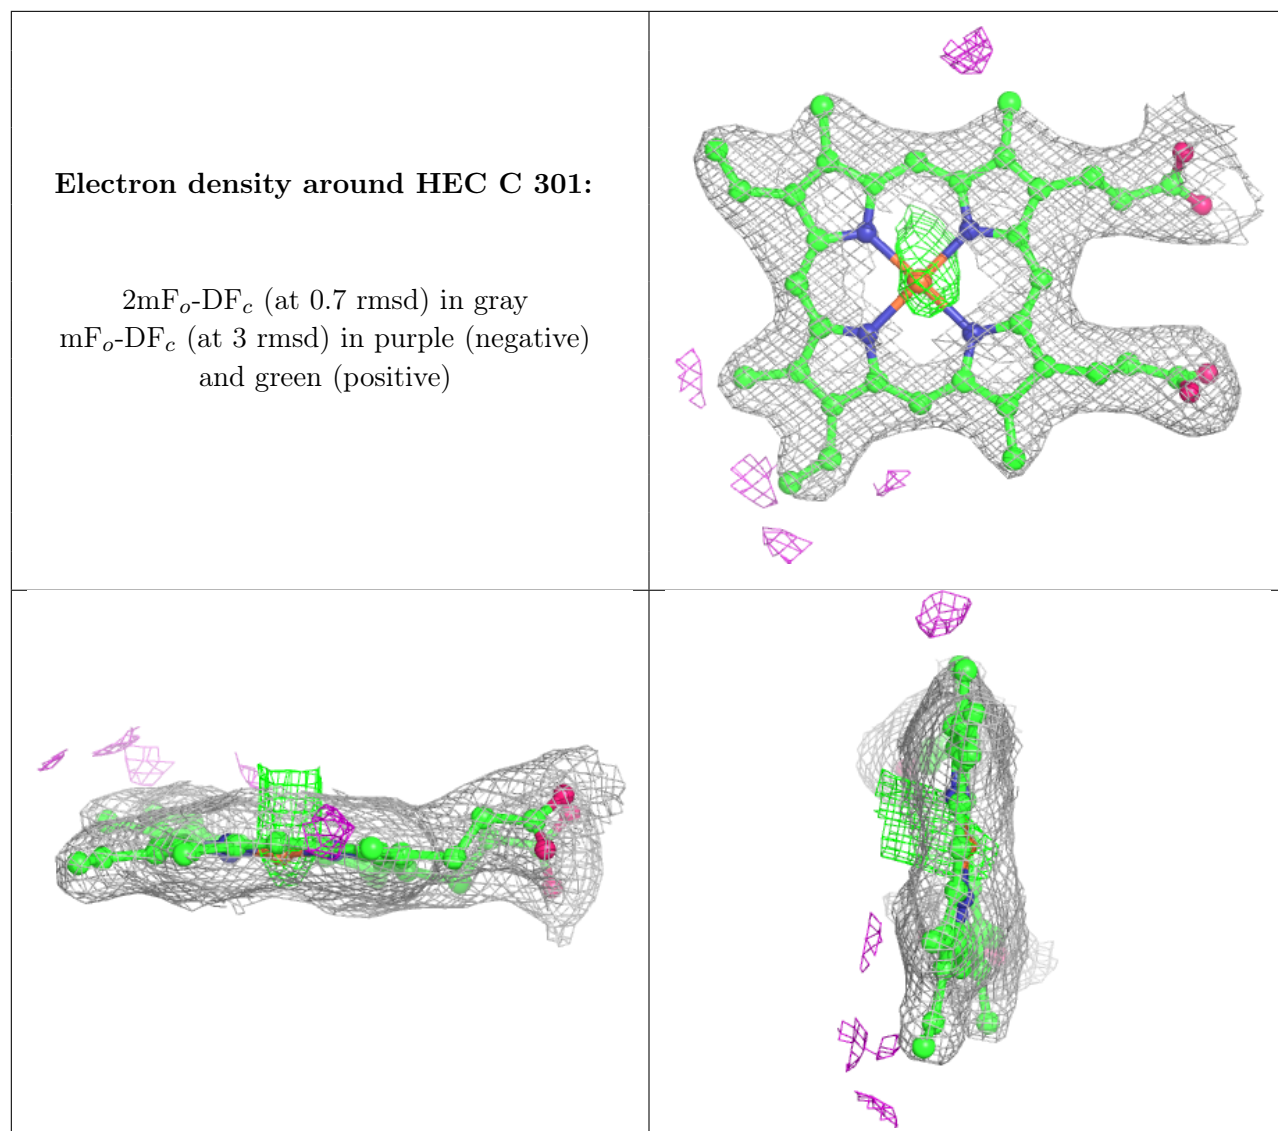 Electron density around HEC C 301:
2mFo-DFc (at 0.7 rmsd) in gray
mFo-DFc (at 3 rmsd) in purple (negative)
and green (positive)